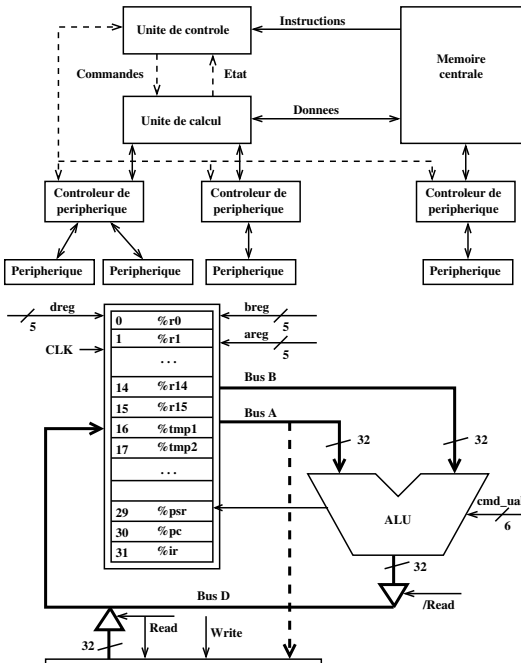 Unite de controle
Instructions
Memoire
centrale
Commandes
Etat
Unite de calcul
Donnees
Controleur de
peripherique
Controleur de
peripherique
Controleur de
peripherique
Peripherique
Peripherique
Peripherique
Peripherique
dreg
5
breg
5
areg
5
CLK
0 %r0
1 %r1
. . .
14 %r14
15 %r15
16 %tmp1
17 %tmp2
. . .
29 %psr
30 %pc
31 %ir
Bus B
Bus A
32
32
ALU
cmd_ual
6
32
Bus D
/Read
32
Read
Write